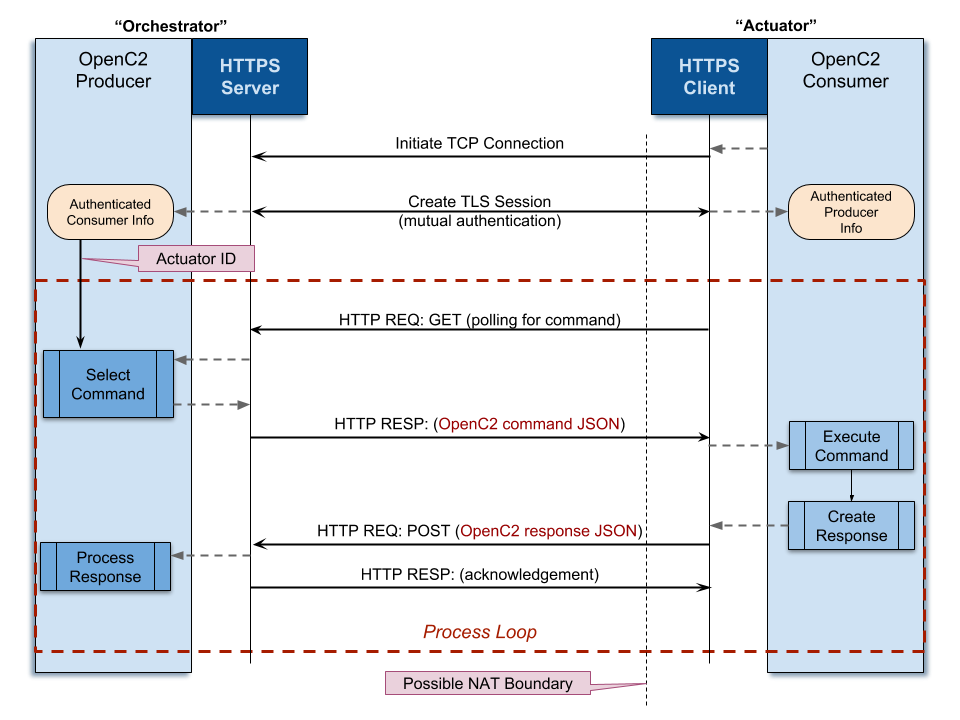 “Orchestrator”
“Actuator”
OpenC2
Producer
HTTPS
Server
HTTPS
Client
OpenC2
Consumer
Initiate TCP Connection
Authenticated
Consumer Info
Create TLS Session
(mutual authentication)
Authenticated
Producer
Info
Actuator ID
HTTP REQ: GET (polling for command)
Select
Command
HTTP RESP: (OpenC2 command JSON)
Execute
Command
Create
Response
HTTP REQ: POST (OpenC2 response JSON)
Process
Response
HTTP RESP: (acknowledgement)
Process Loop
Possible NAT Boundary